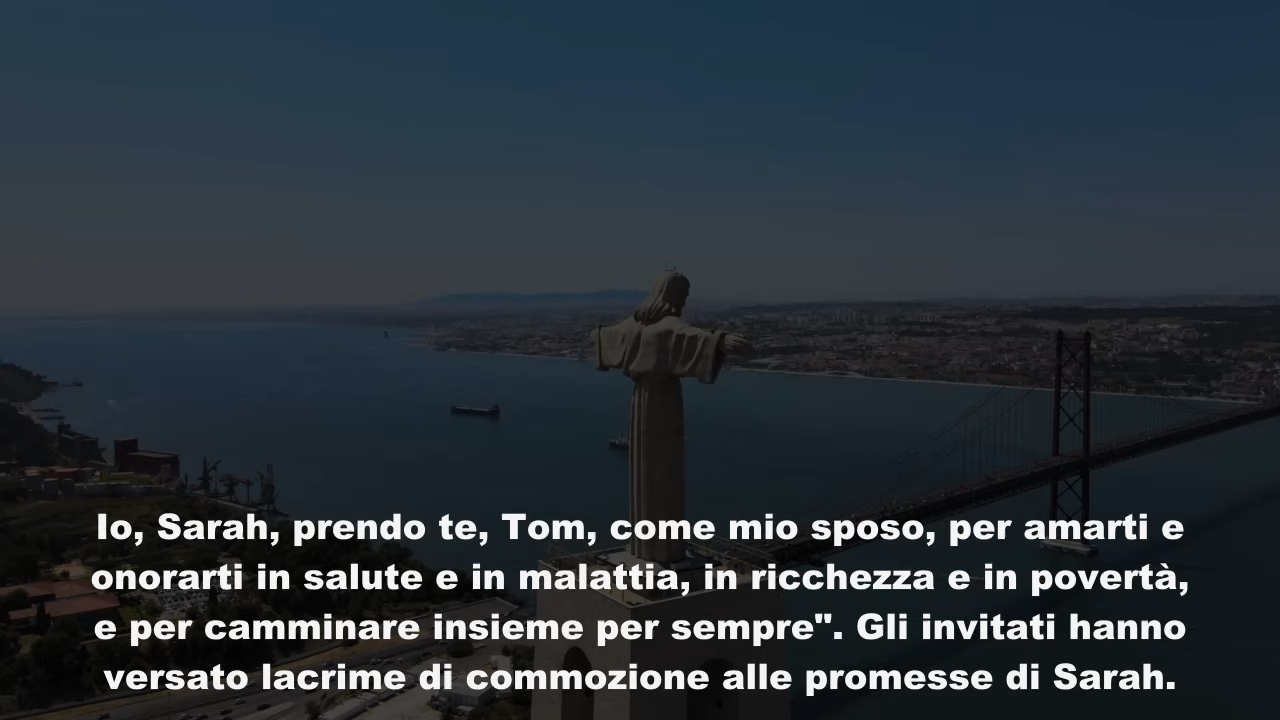 Io, Sarah, prendo te, Tom, come mio sposo, per amarti e
onorarti in salute e in malattia, in ricchezza e in povertà,
e per camminare insieme per sempre". Gli invitati hanno
versato lacrime di commozione alle promesse di Sarah.